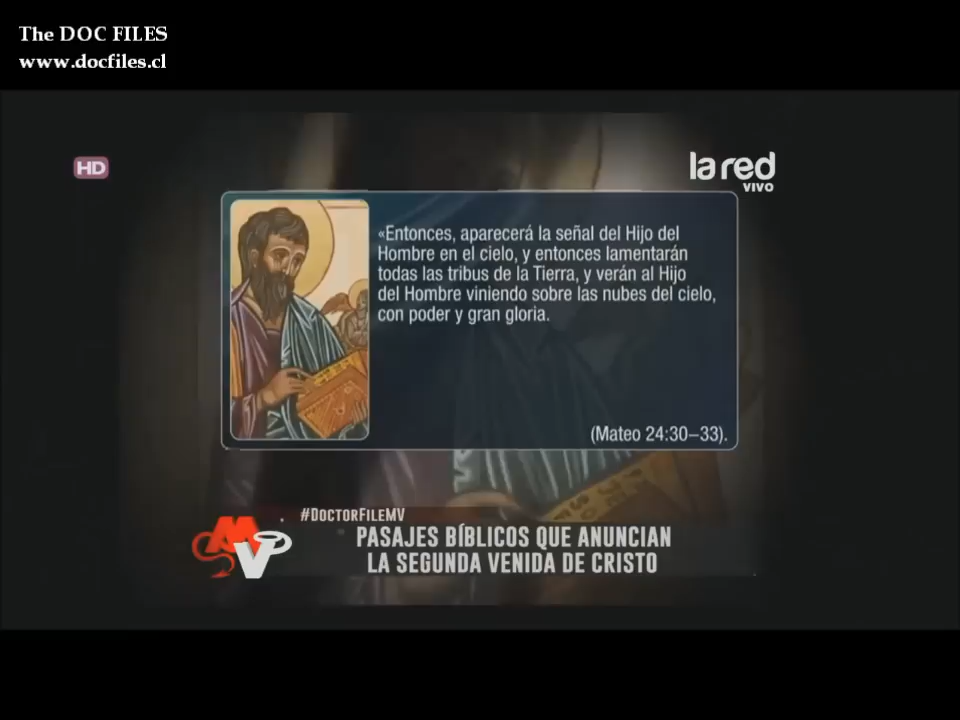 The DOC FILES
www.docfiles.cl
HD
la red
VIVO
«Entonces, aparecerá la señal del Hijo del
Hombre en el cielo, y entonces lamentarán
todas las tribus de la Tierra, y verán al Hijo
del Hombre viniendo sobre las nubes del cielo,
con poder y gran gloria.
(Mateo 24:30–33).
#DOCTORFILEMV
MV
PASAJES BÍBLICOS QUE ANUNCIAN
LA SEGUNDA VENIDA DE CRISTO